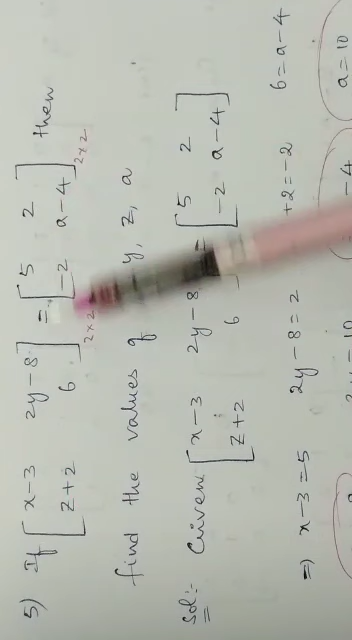 5) If [x-3 2y-8 = [5 2 then
z+2 6]2×2 -2 a-4]2×2
find the values of y, z, a
Sol:- Given [x-3 2y-8 = [5 2
z+2 6 -2 a-4]
⇒ x-3=5 2y-8=2 +2=-2 6=a-4
-4 a=10